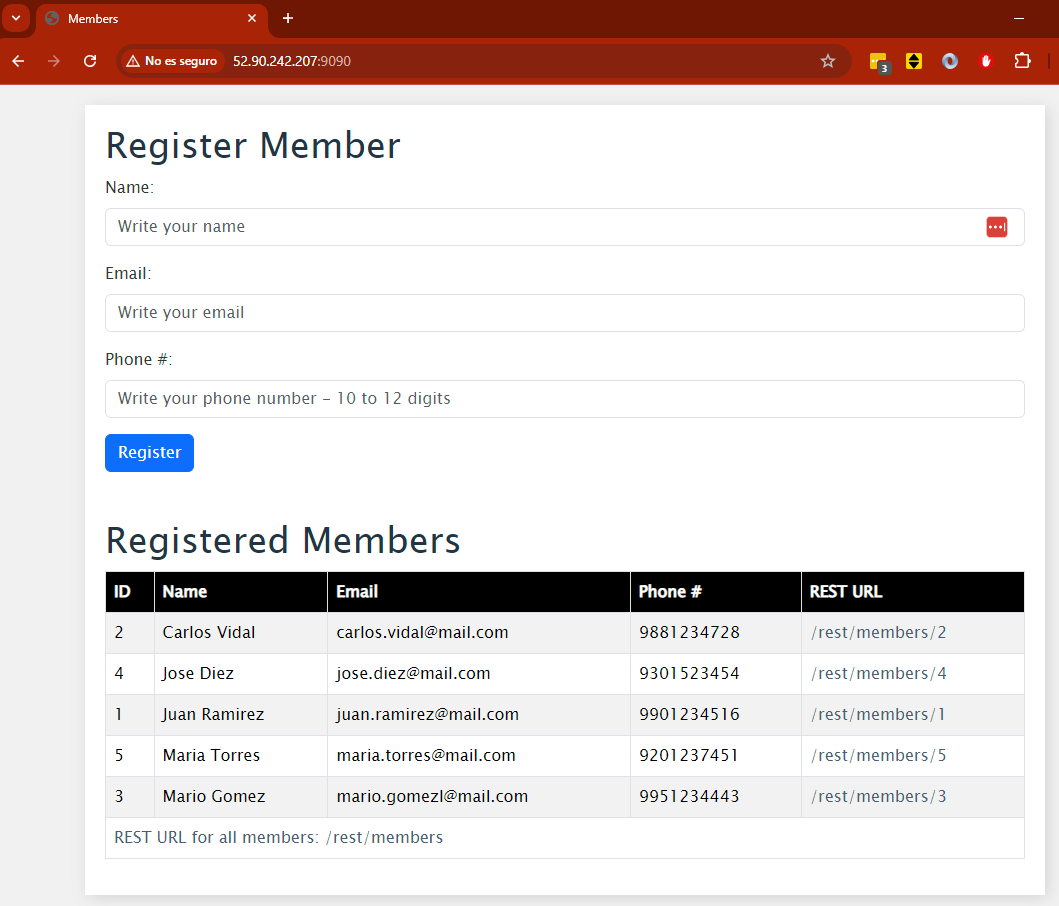 Members
No es seguro 52.90.242.207:9090
3
Register Member
Name:
Write your name
Email:
Write your email
Phone #:
Write your phone number - 10 to 12 digits
Register
Registered Members
ID Name Email Phone # REST URL
2 Carlos Vidal carlos.vidal@mail.com 9881234728 /rest/members/2
4 Jose Diez jose.diez@mail.com 9301523454 /rest/members/4
1 Juan Ramirez juan.ramirez@mail.com 9901234516 /rest/members/1
5 Maria Torres maria.torres@mail.com 9201237451 /rest/members/5
3 Mario Gomez mario.gomezl@mail.com 9951234443 /rest/members/3
REST URL for all members: /rest/members